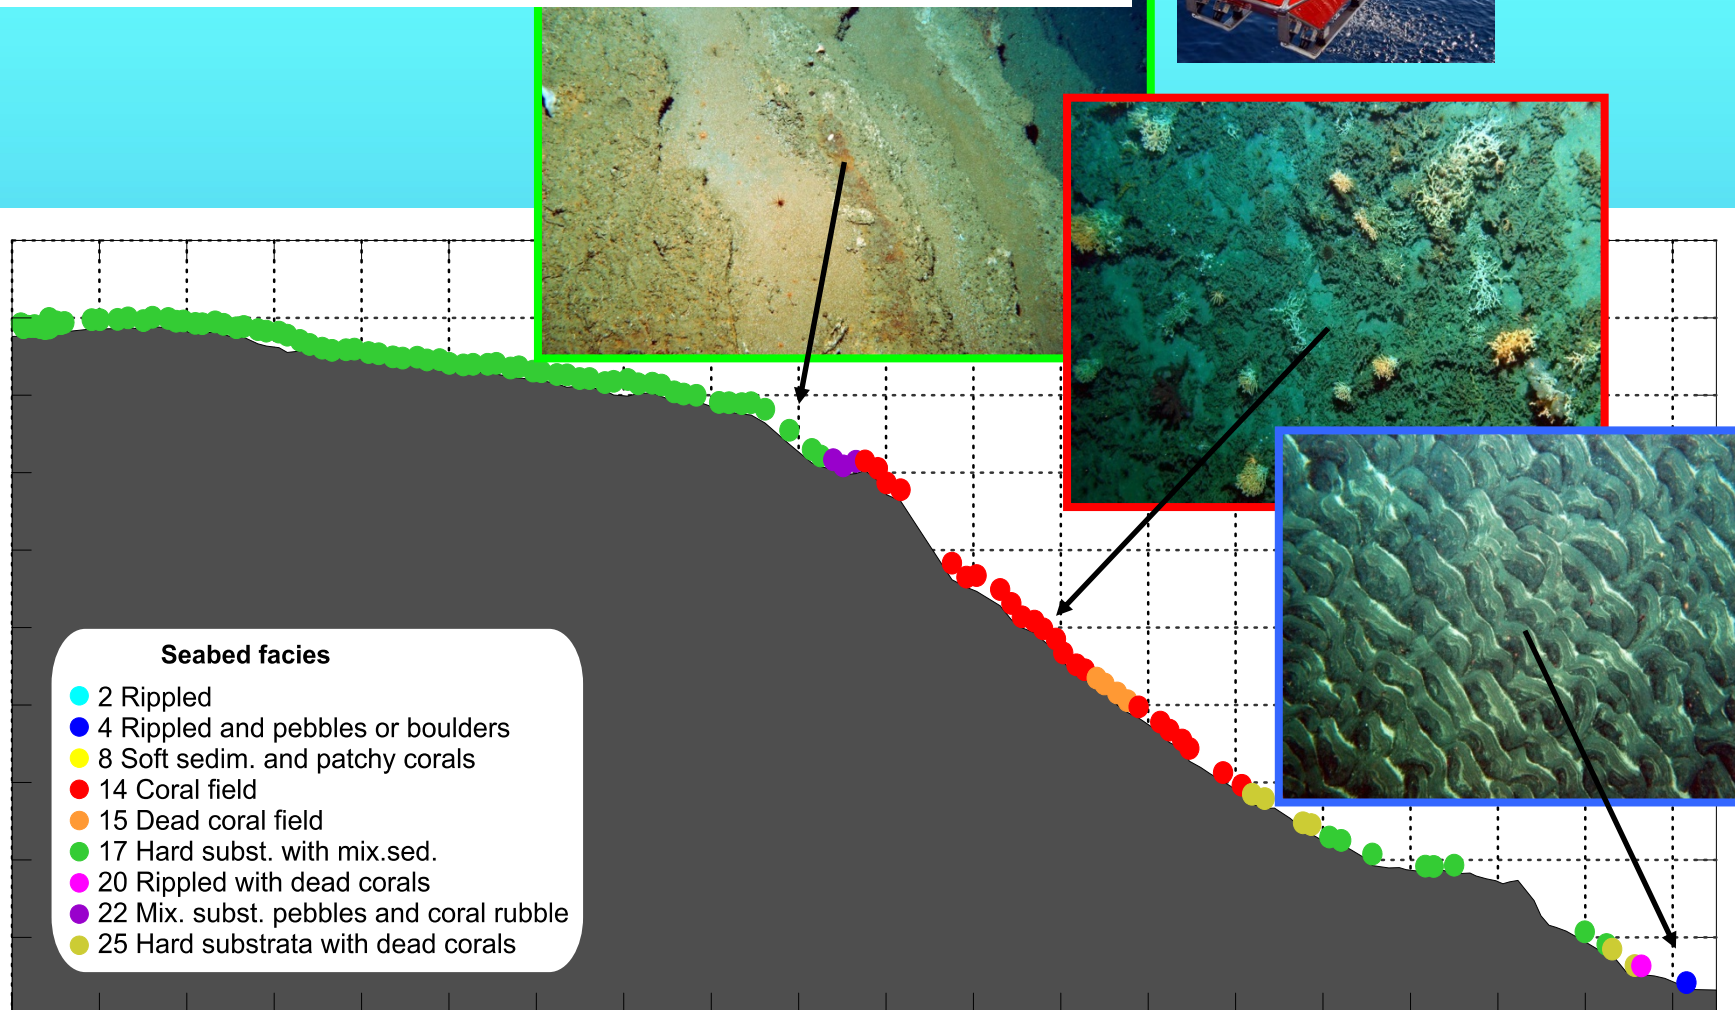 Seabed facies
2 Rippled
4 Rippled and pebbles or boulders
8 Soft sedim. and patchy corals
14 Coral field
15 Dead coral field
17 Hard subst. with mix.sed.
20 Rippled with dead corals
22 Mix. subst. pebbles and coral rubble
25 Hard substrata with dead corals